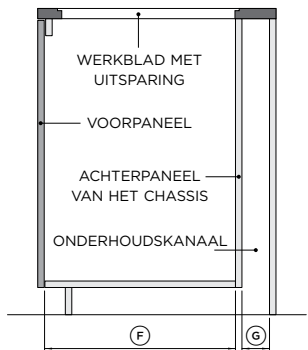 WERKBLAD MET
UITSPARING
VOORPANEEL
ACHTERPANEEL
VAN HET CHASSIS
ONDERHOUDSKANAAL
F
G